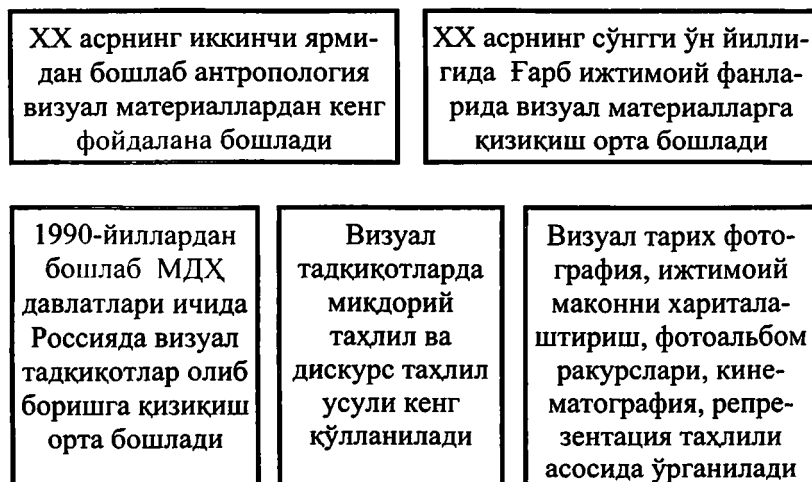 ХХ асрнинг иккинчи ярми-
дан бошлаб антропология
визуал материаллардан кенг
фойдалана бошлади
ХХ асрнинг сўнгги ўн йилли-
гида Ғарб ижтимоий фанла-
рида визуал материалларга
қизиқиш орта бошлади
1990-йиллардан
бошлаб МДҲ
давлатлари ичида
Россияда визуал
тадқиқотлар олиб
боришга қизиқиш
орта бошлади
Визуал
тадқиқотларда
миқдорий
таҳлил ва
дискурс таҳлил
усули кенг
қўлланилади
Визуал тарих фото-
графия, ижтимоий
маконни харитала-
штириш, фотоальбом
ракурслари, кине-
матография, репре-
зентация таҳлили
асосида ўрганилади